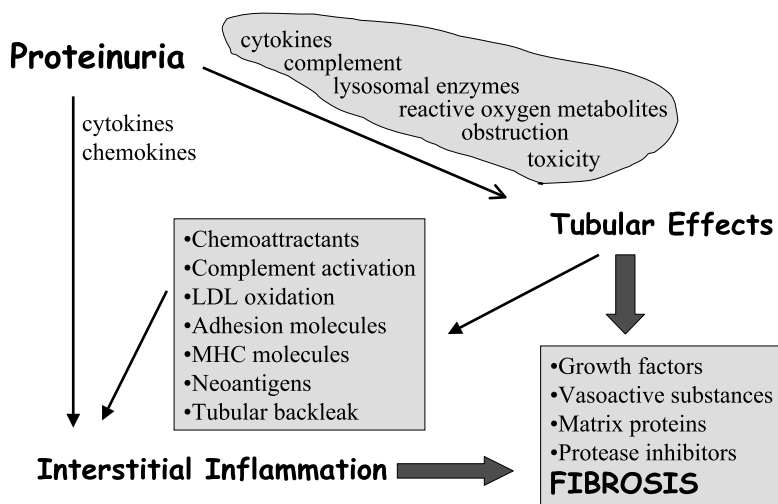 Proteinuria
cytokines
complement
lysosomal enzymes
reactive oxygen metabolites
obstruction
toxicity
cytokines
chemokines
Tubular Effects
•Chemoattractants
•Complement activation
•LDL oxidation
•Adhesion molecules
•MHC molecules
•Neoantigens
•Tubular backleak
•Growth factors
•Vasoactive substances
•Matrix proteins
•Protease inhibitors
FIBROSIS
Interstitial Inflammation